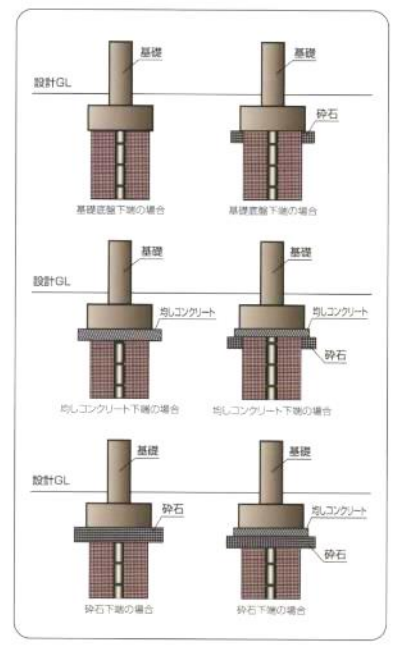 基礎
基礎
設計GL
砕石
基礎底盤下端の場合
基礎底盤下端の場合
基礎
基礎
設計GL
均しコンクリート
均しコンクリート
砕石
均しコンクリート下端の場合
均しコンクリート下端の場合
基礎
基礎
設計GL
砕石
均しコンクリート
砕石
砕石下端の場合
砕石下端の場合